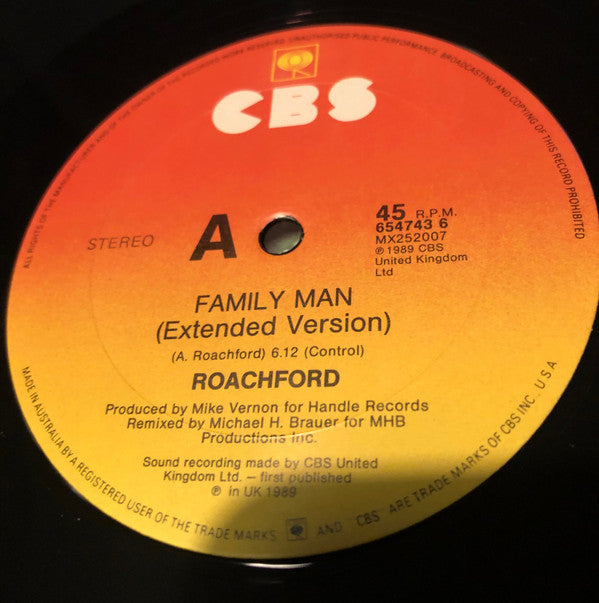 ALL RIGHTS OF THE MANUFACTURER AND OF THE OWNER OF THE RECORDED WORK RESERVED. UNAUTHORISED PUBLIC PERFORMANCE, BROADCASTING AND COPYING OF THIS RECORD PROHIBITED
CBS
STEREO
A
45 R.P.M.
654743 6
MX252007
℗ 1989 CBS
United Kingdom
Ltd
FAMILY MAN
(Extended Version)
(A. Roachford) 6.12 (Control)
ROACHFORD
Produced by Mike Vernon for Handle Records
Remixed by Michael H. Brauer for MHB
Productions Inc.
Sound recording made by CBS United
Kingdom Ltd. – first published
℗ in UK 1989
MADE IN AUSTRALIA BY A REGISTERED USER OF THE TRADE MARKS AND CBS ARE TRADE MARKS OF CBS INC. U S A